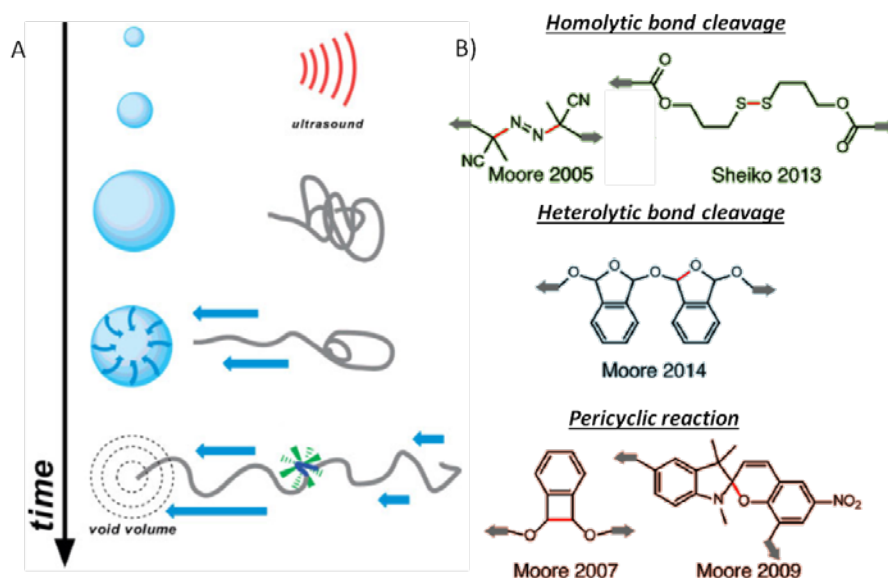 A
time
ultrasound
void volume
B)
Homolytic bond cleavage
CN
N
N
NC
Moore 2005
O
O
S
S
O
O
Sheiko 2013
Heterolytic bond cleavage
O
O
O
O
O
Moore 2014
Pericyclic reaction
O
O
Moore 2007
N
O
NO₂
Moore 2009